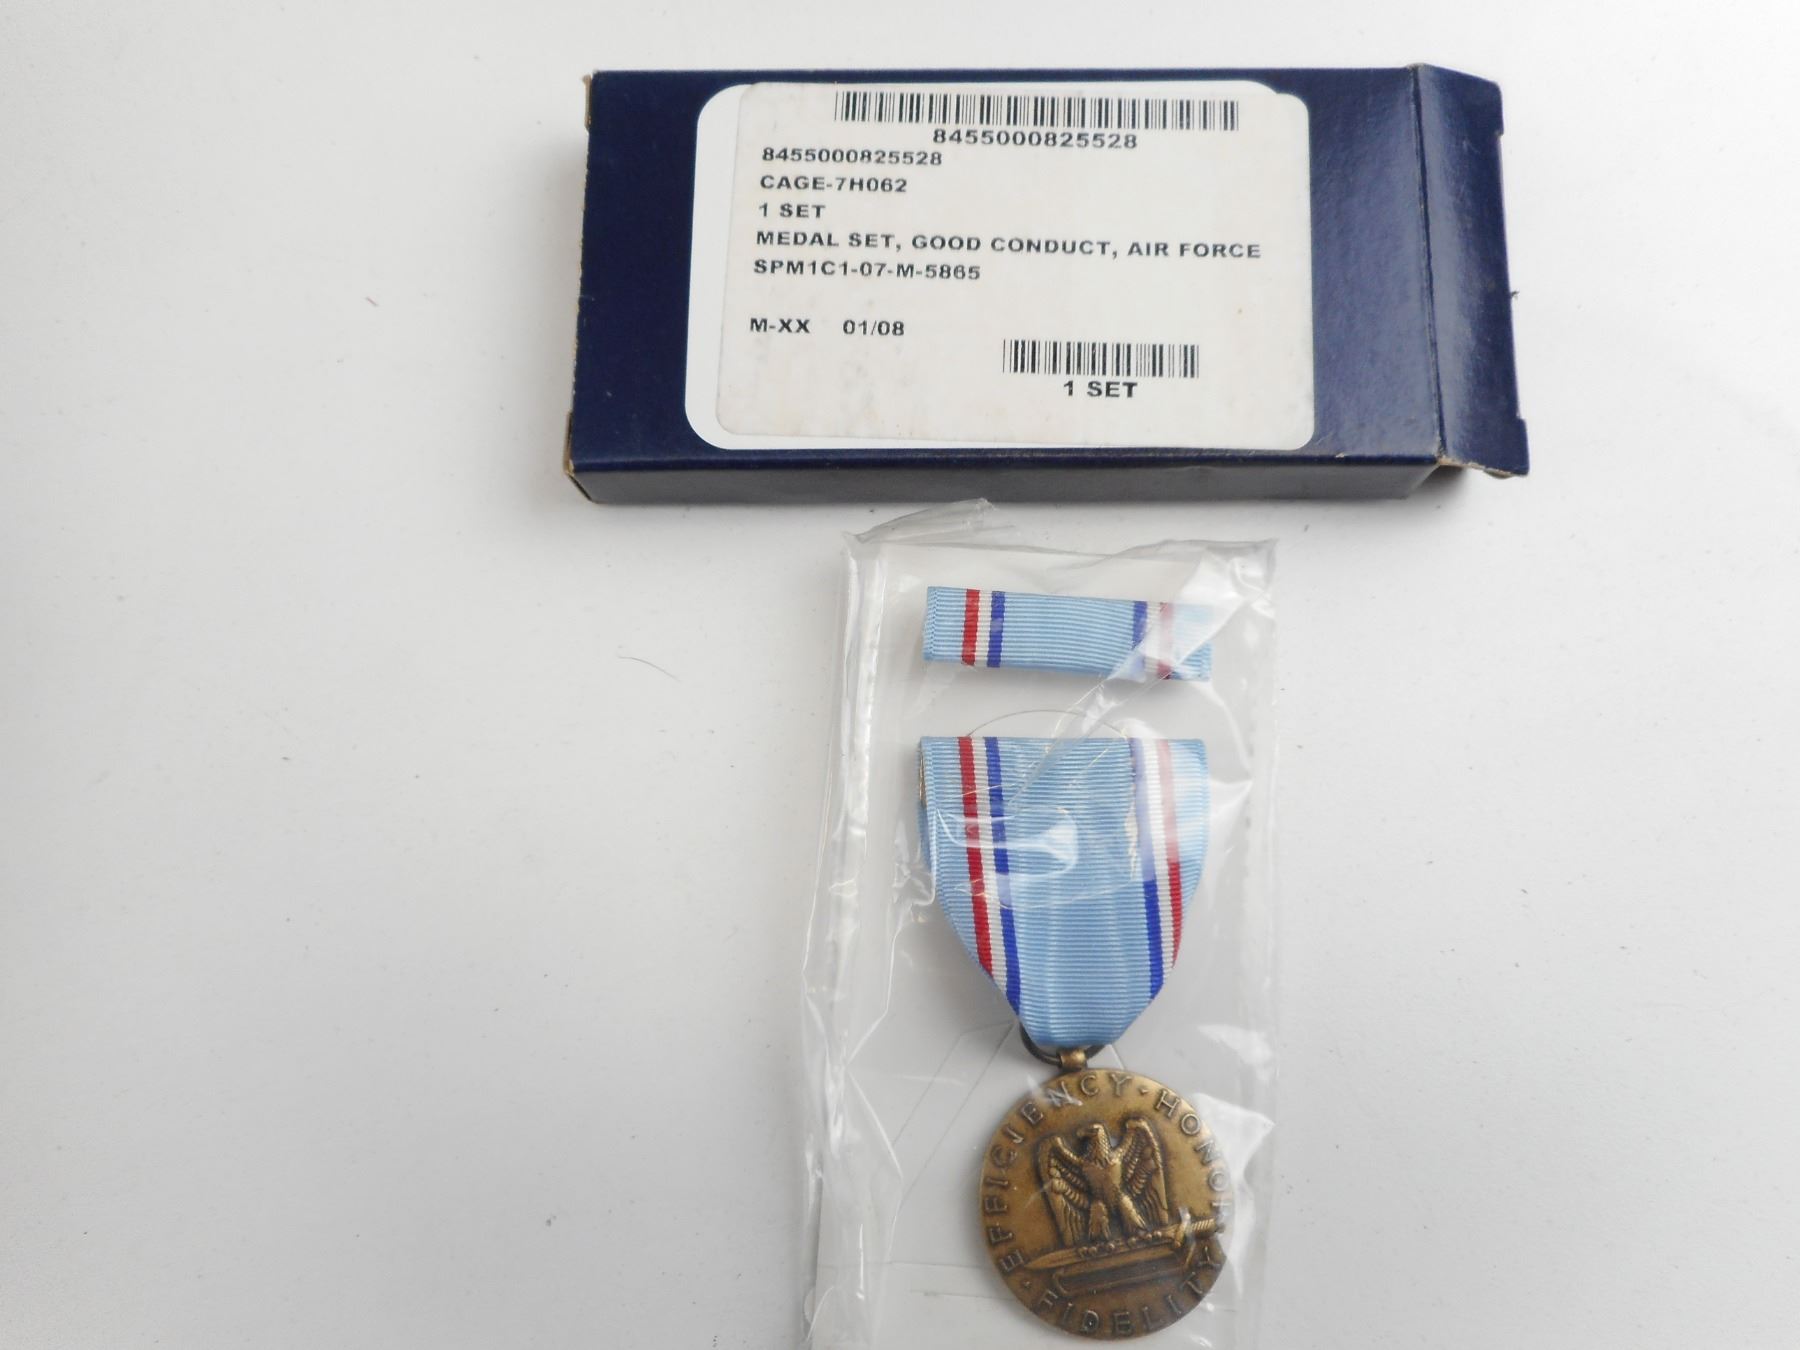 8455000825528
8455000825528
CAGE-7H062
1 SET
MEDAL SET, GOOD CONDUCT, AIR FORCE
SPM1C1-07-M-5865
M-XX 01/08
1 SET
EFFICIENCY · HONOR
· FIDELITY